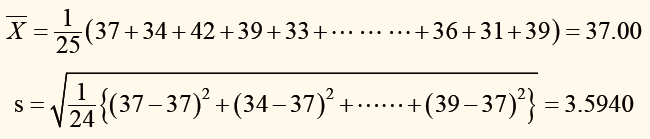 X̅ = 1/25 (37 + 34 + 42 + 39 + 33 + ⋯ ⋯ ⋯ + 36 + 31 + 39) = 37.00
s = √(1/24 {(37 − 37)² + (34 − 37)² + ⋯⋯ + (39 − 37)²}) = 3.5940